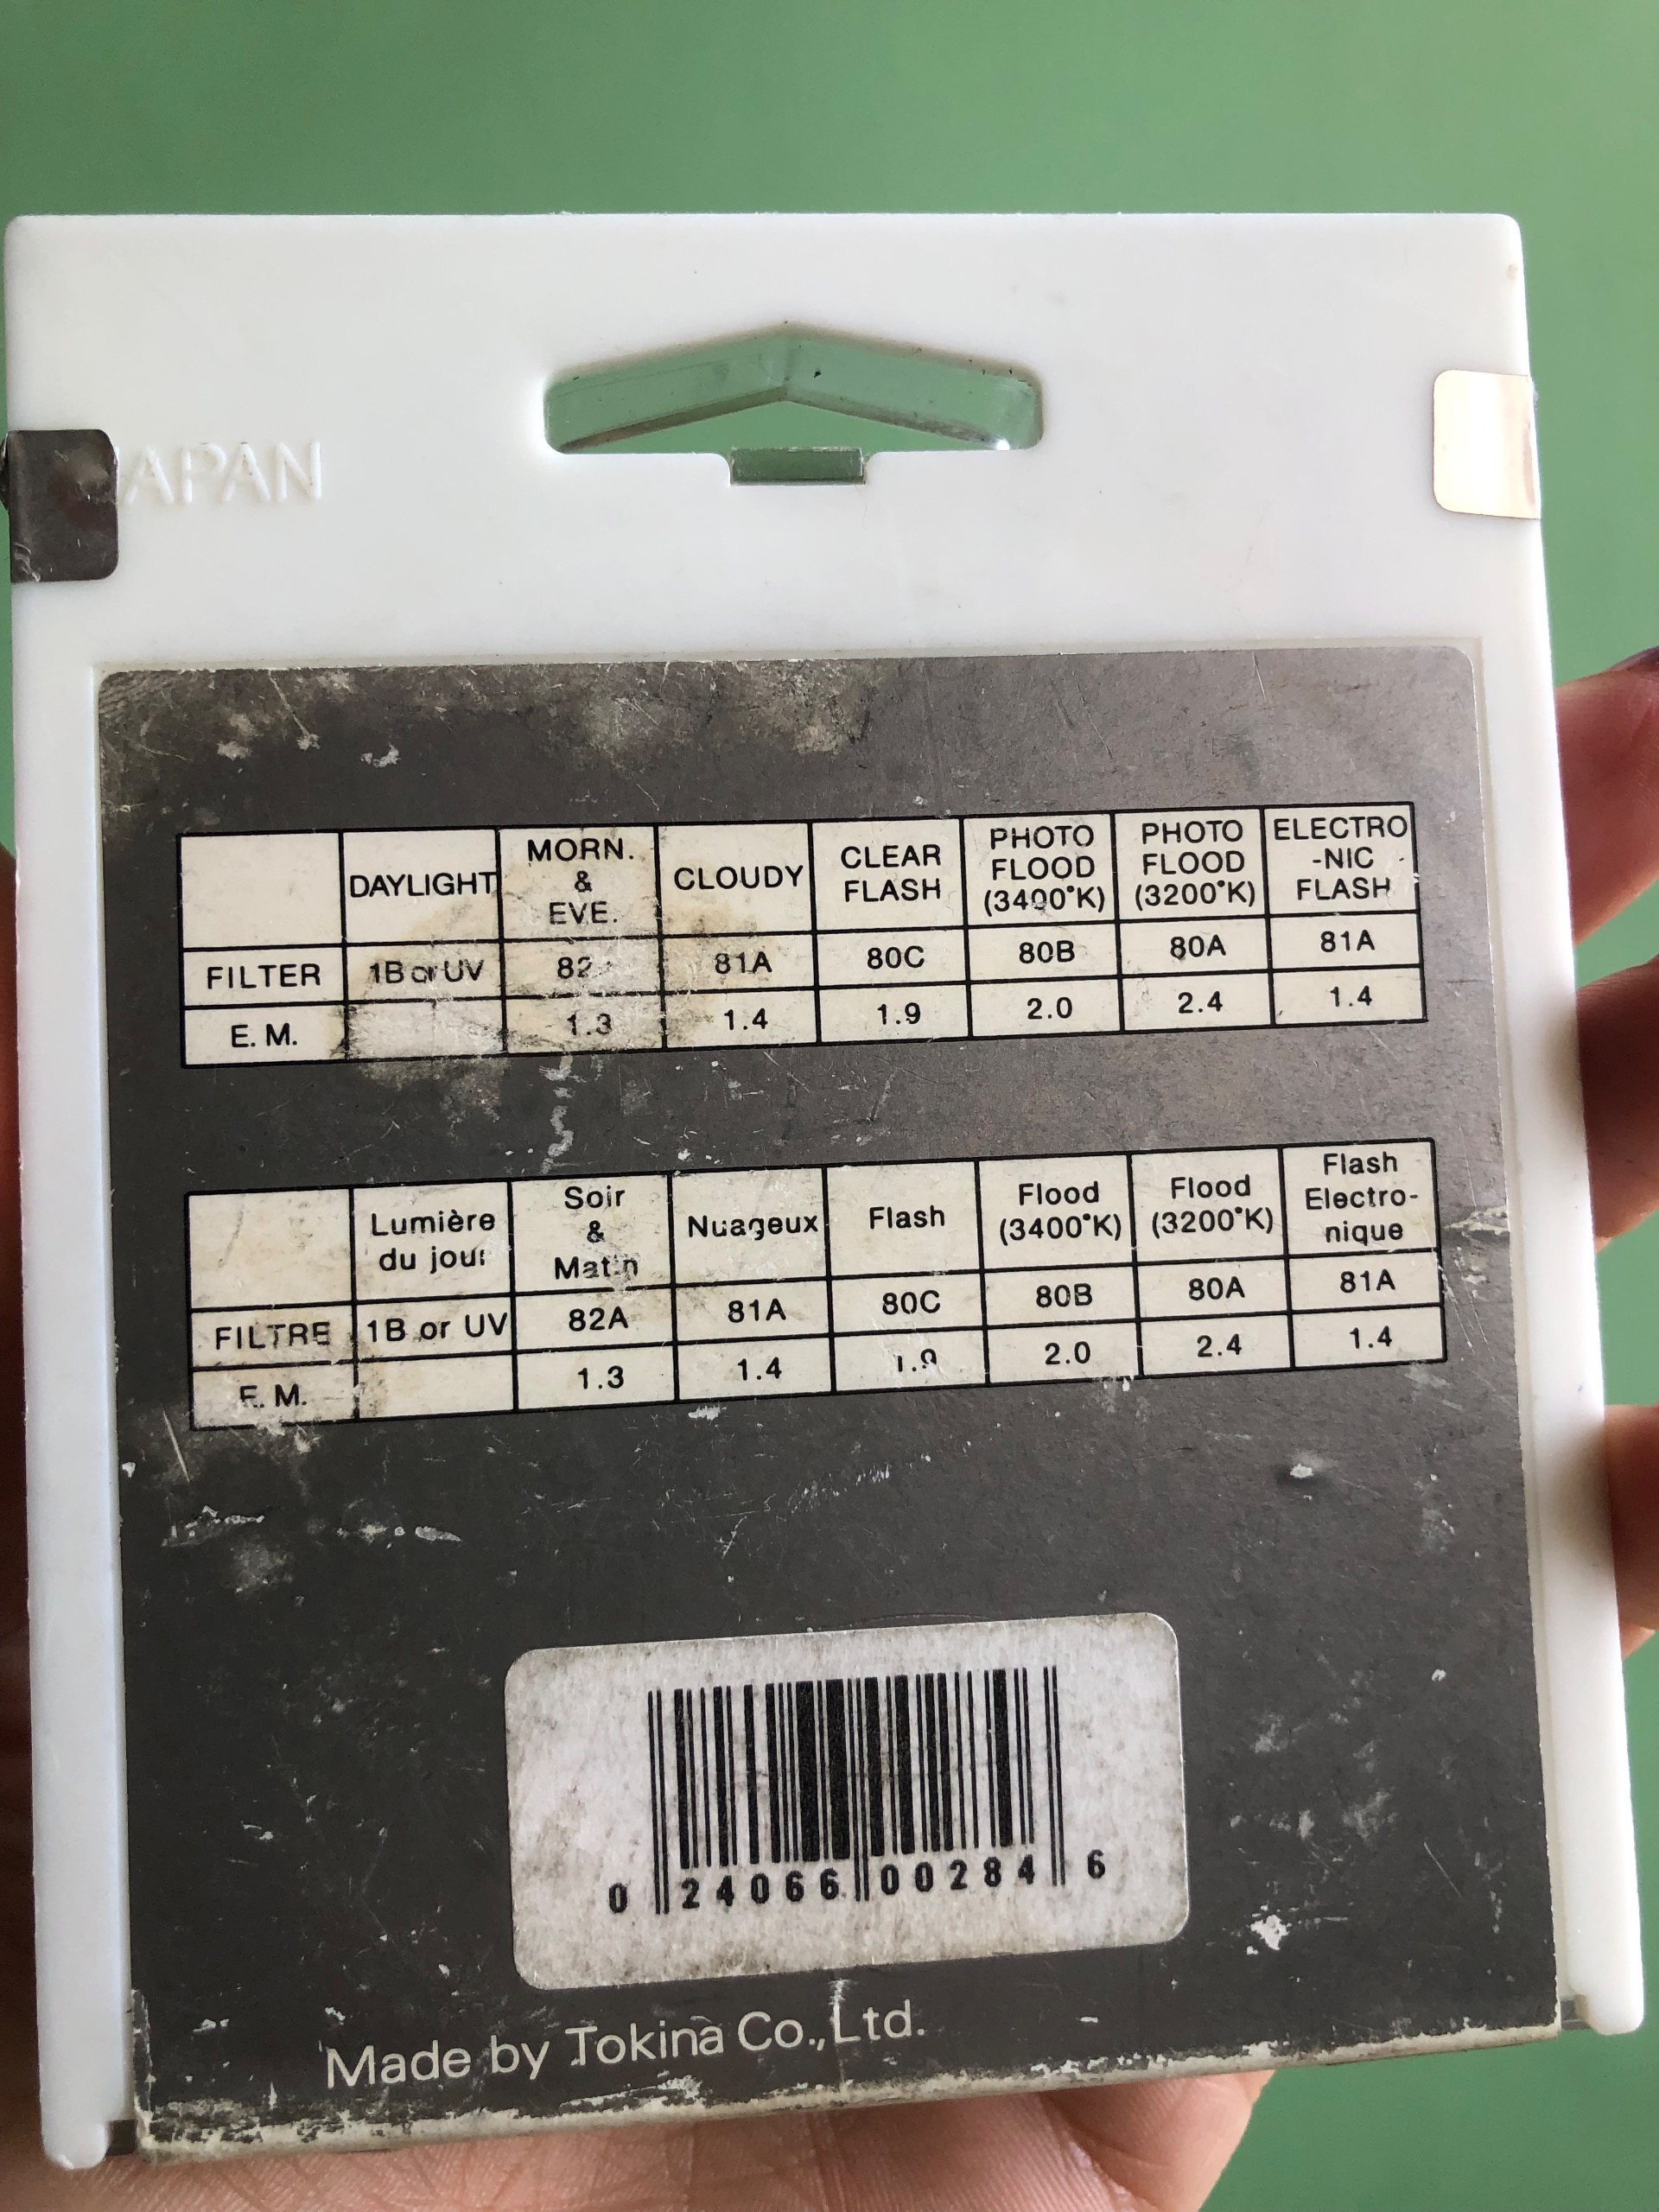 APAN
DAYLIGHT MORN. & EVE. CLOUDY CLEAR FLASH PHOTO FLOOD (3400°K) PHOTO FLOOD (3200°K) ELECTRO-NIC FLASH
FILTER 1B or UV 82 81A 80C 80B 80A 81A
E. M. 1.3 1.4 1.9 2.0 2.4 1.4
Lumière du jour Soir & Matin Nuageux Flash Flood (3400°K) Flood (3200°K) Flash Electro-nique
FILTRE 1B or UV 82A 81A 80C 80B 80A 81A
E. M. 1.3 1.4 1.9 2.0 2.4 1.4
0 24066 00284 6
Made by Tokina Co., Ltd.